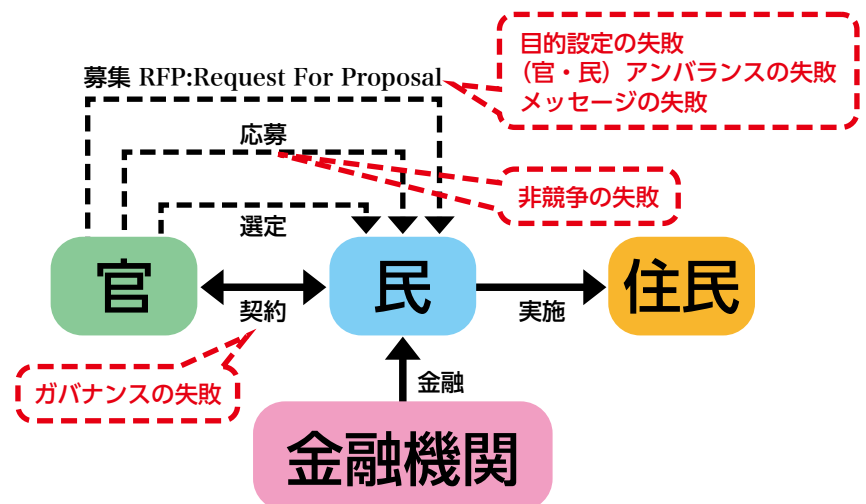 目的設定の失敗
（官・民）アンバランスの失敗
メッセージの失敗
募集 RFP:Request For Proposal
応募
非競争の失敗
選定
官
民
住民
契約
実施
ガバナンスの失敗
金融
金融機関